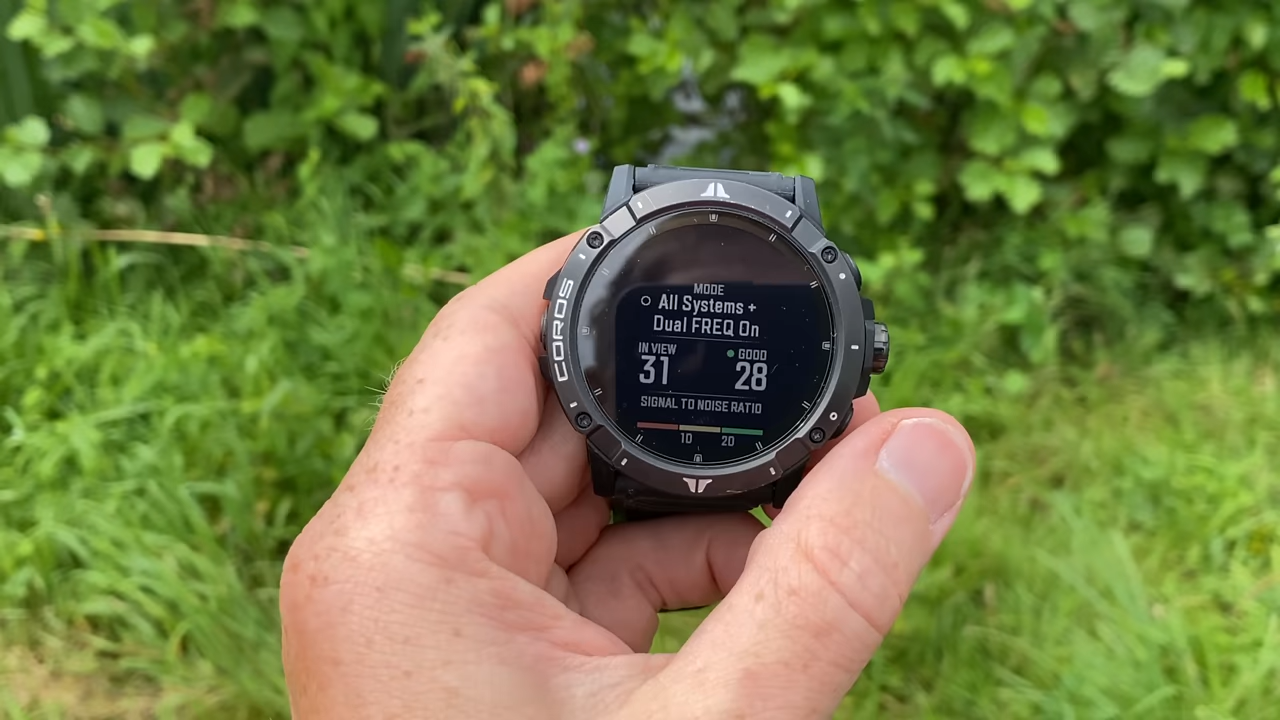 COROS
MODE
All Systems +
Dual FREQ On
IN VIEW
GOOD
31
28
SIGNAL TO NOISE RATIO
10
20